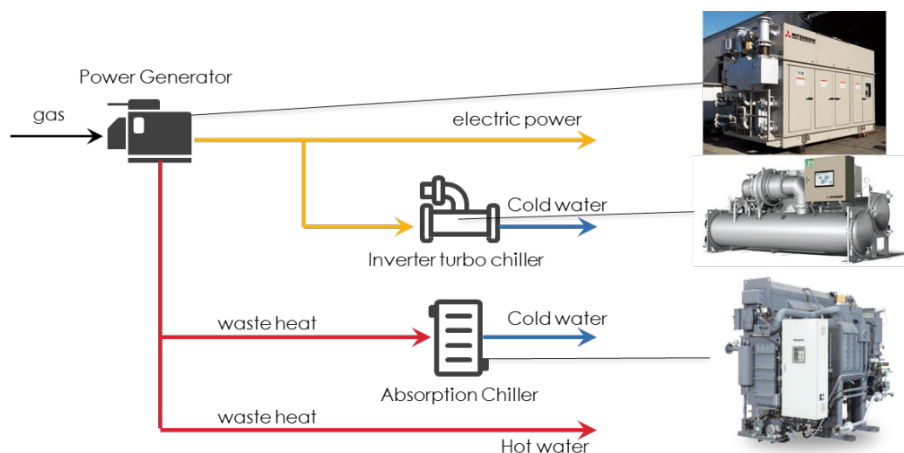 Power Generator
gas
electric power
Cold water
Inverter turbo chiller
waste heat
Cold water
Absorption Chiller
waste heat
Hot water